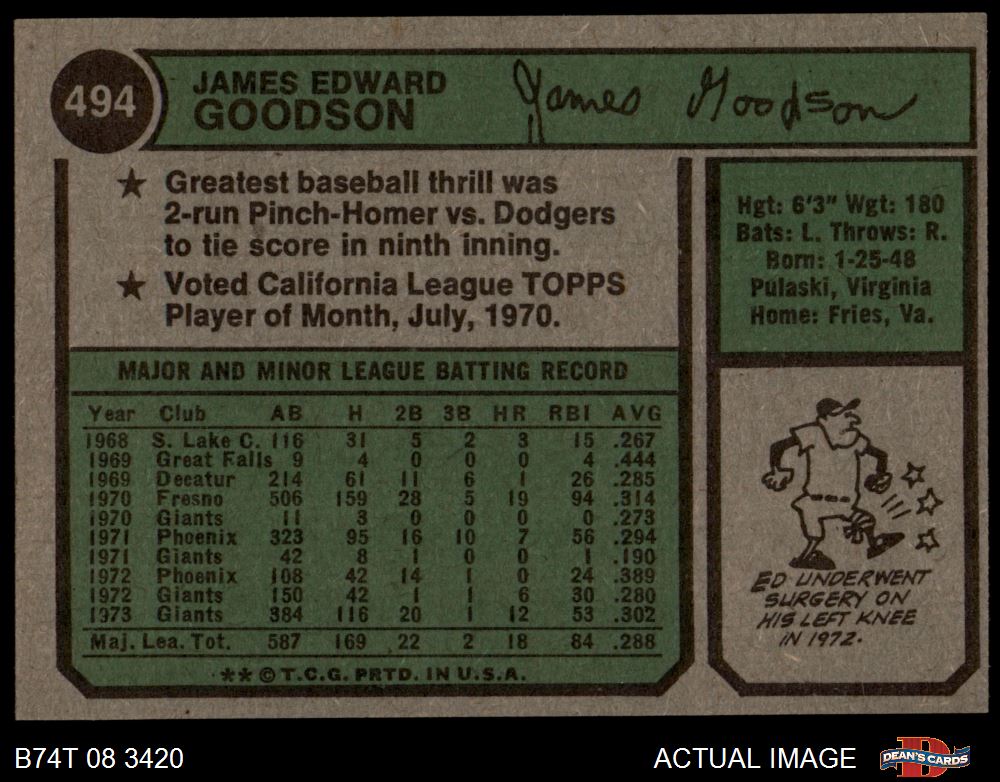 494
JAMES EDWARD
GOODSON
James Goodson
★ Greatest baseball thrill was
2-run Pinch-Homer vs. Dodgers
to tie score in ninth inning.
★ Voted California League TOPPS
Player of Month, July, 1970.
Hgt: 6'3" Wgt: 180
Bats: L. Throws: R.
Born: 1-25-48
Pulaski, Virginia
Home: Fries, Va.
MAJOR AND MINOR LEAGUE BATTING RECORD
Year Club AB H 2B 3B HR RBI AVG
1968 S. Lake C. 116 31 5 2 3 15 .267
1969 Great Falls 9 4 0 0 0 4 .444
1969 Decatur 214 61 11 6 1 26 .285
1970 Fresno 506 159 28 5 19 94 .314
1970 Giants 11 3 0 0 0 0 .273
1971 Phoenix 323 95 16 10 7 56 .294
1971 Giants 42 8 1 0 0 1 .190
1972 Phoenix 108 42 14 1 0 24 .389
1972 Giants 150 42 1 1 6 30 .280
1973 Giants 384 116 20 1 12 53 .302
Maj. Lea. Tot. 587 169 22 2 18 84 .288
** © T.C.G. PRTD. IN U.S.A.
ED UNDERWENT
SURGERY ON
HIS LEFT KNEE
IN 1972.
B74T 08 3420
ACTUAL IMAGE
DEAN'S CARDS